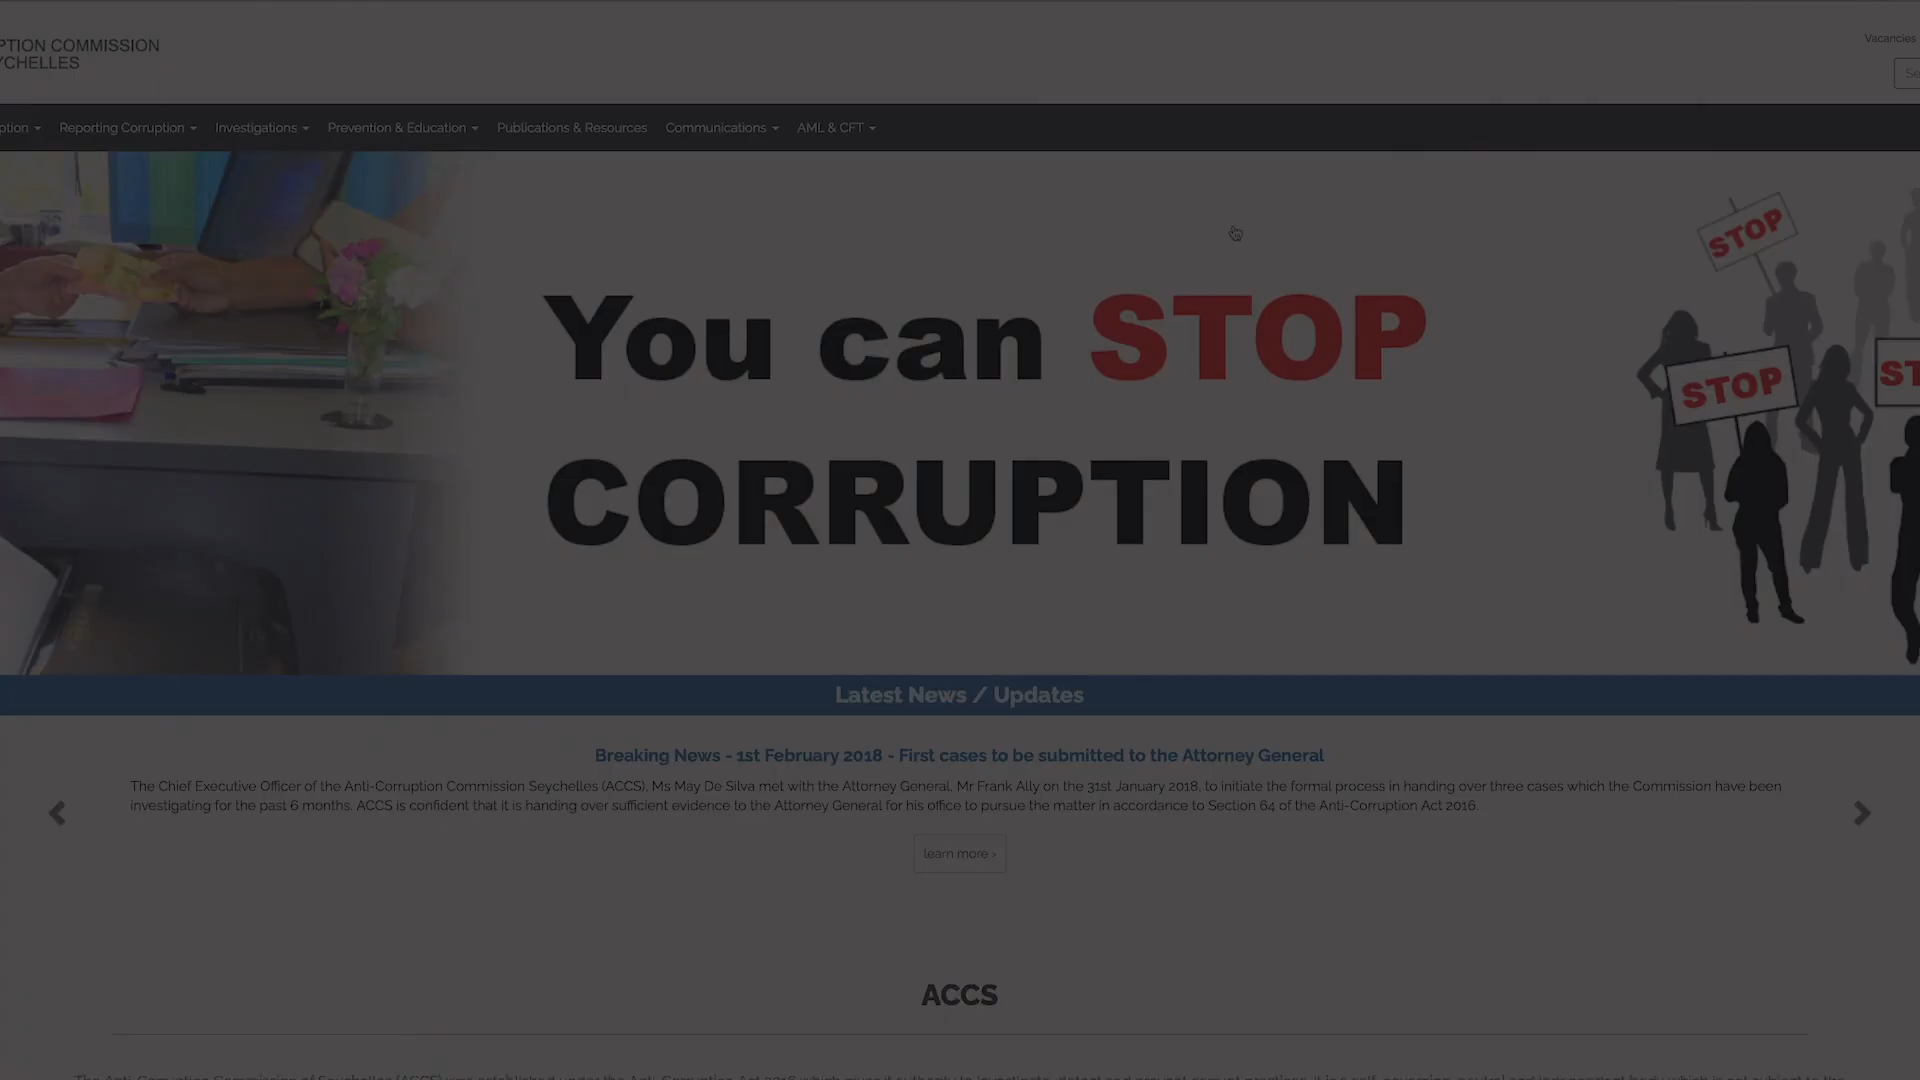 PTION COMMISSION
YCHELLES
Vacancies
Se
ption
Reporting Corruption
Investigations
Prevention & Education
Publications & Resources
Communications
AML & CFT
You can STOP
CORRUPTION
STOP
STOP
ST
Latest News / Updates
Breaking News - 1st February 2018 - First cases to be submitted to the Attorney General
The Chief Executive Officer of the Anti-Corruption Commission Seychelles (ACCS), Ms May De Silva met with the Attorney General, Mr Frank Ally on the 31st January 2018, to initiate the formal process in handing over three cases which the Commission have been
investigating for the past 6 months. ACCS is confident that it is handing over sufficient evidence to the Attorney General for his office to pursue the matter in accordance to Section 64 of the Anti-Corruption Act 2016.
learn more ›
ACCS